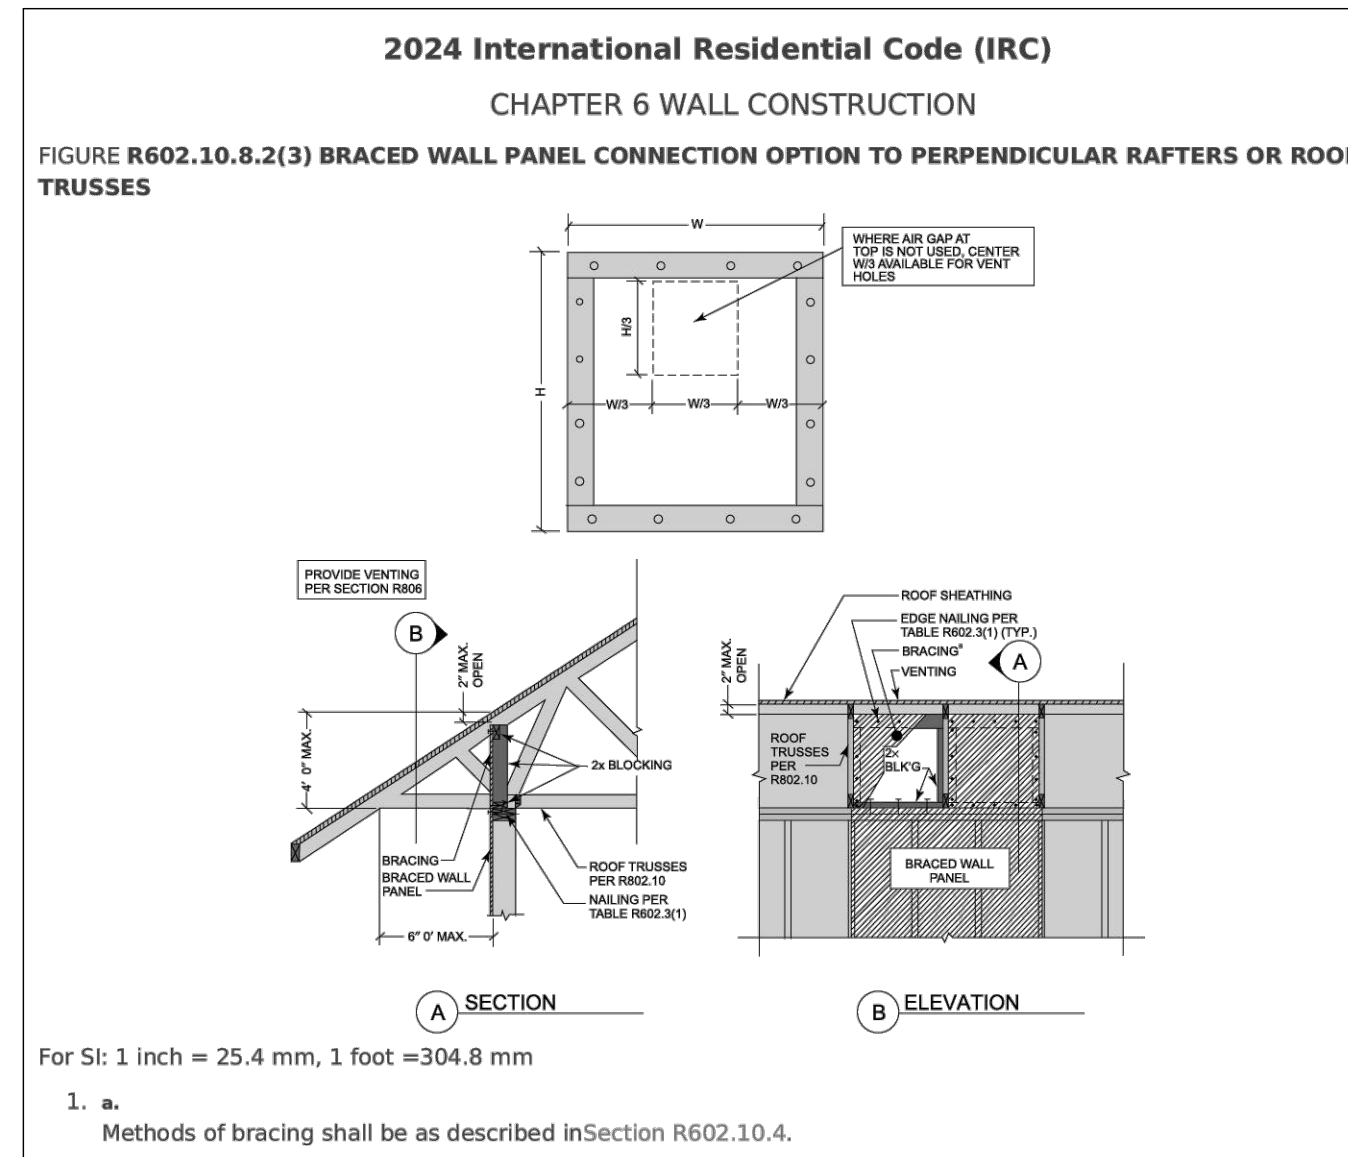 2024 International Residential Code (IRC)
CHAPTER 6 WALL CONSTRUCTION
FIGURE R602.10.8.2(3) BRACED WALL PANEL CONNECTION OPTION TO PERPENDICULAR RAFTERS OR ROOF
TRUSSES
W
WHERE AIR GAP AT
TOP IS NOT USED, CENTER
W/3 AVAILABLE FOR VENT
HOLES
H/3
H
W/3
W/3
W/3
PROVIDE VENTING
PER SECTION R806
B
2" MAX.
OPEN
4' 0" MAX.
2x BLOCKING
BRACING
BRACED WALL
PANEL
ROOF TRUSSES
PER R802.10
NAILING PER
TABLE R602.3(1)
6" 0' MAX.
A
SECTION
ROOF SHEATHING
EDGE NAILING PER
TABLE R602.3(1) (TYP.)
BRACINGª
VENTING
A
2" MAX.
OPEN
ROOF
TRUSSES
PER
R802.10
2x
BLK'G
BRACED WALL
PANEL
B
ELEVATION
For SI: 1 inch = 25.4 mm, 1 foot =304.8 mm
1. a.
Methods of bracing shall be as described inSection R602.10.4.